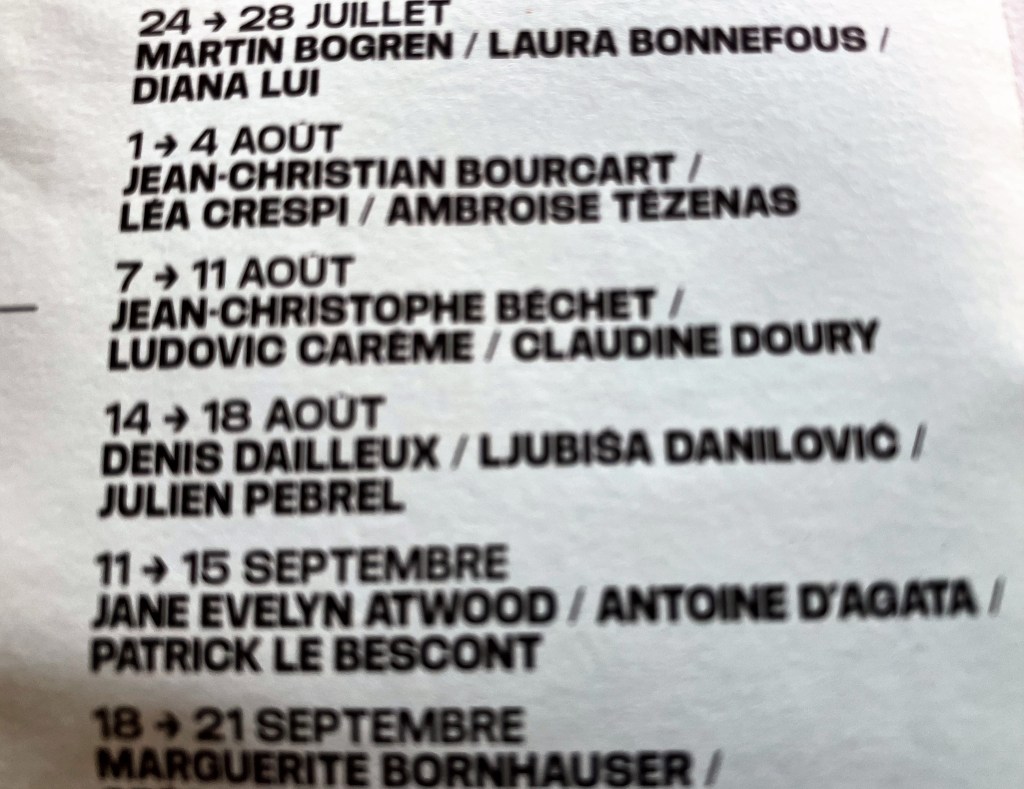 24 → 28 JUILLET
MARTIN BOGREN / LAURA BONNEFOUS /
DIANA LUI
1 → 4 AOÛT
JEAN-CHRISTIAN BOURCART /
LÉA CRESPI / AMBROISE TÉZENAS
7 → 11 AOÛT
JEAN-CHRISTOPHE BÉCHET /
LUDOVIC CARÈME / CLAUDINE DOURY
14 → 18 AOÛT
DENIS DAILLEUX / LJUBIŠA DANILOVIĆ /
JULIEN PEBREL
11 → 15 SEPTEMBRE
JANE EVELYN ATWOOD / ANTOINE D'AGATA /
PATRICK LE BESCONT
18 → 21 SEPTEMBRE
MARGUERITE BORNHAUSER /